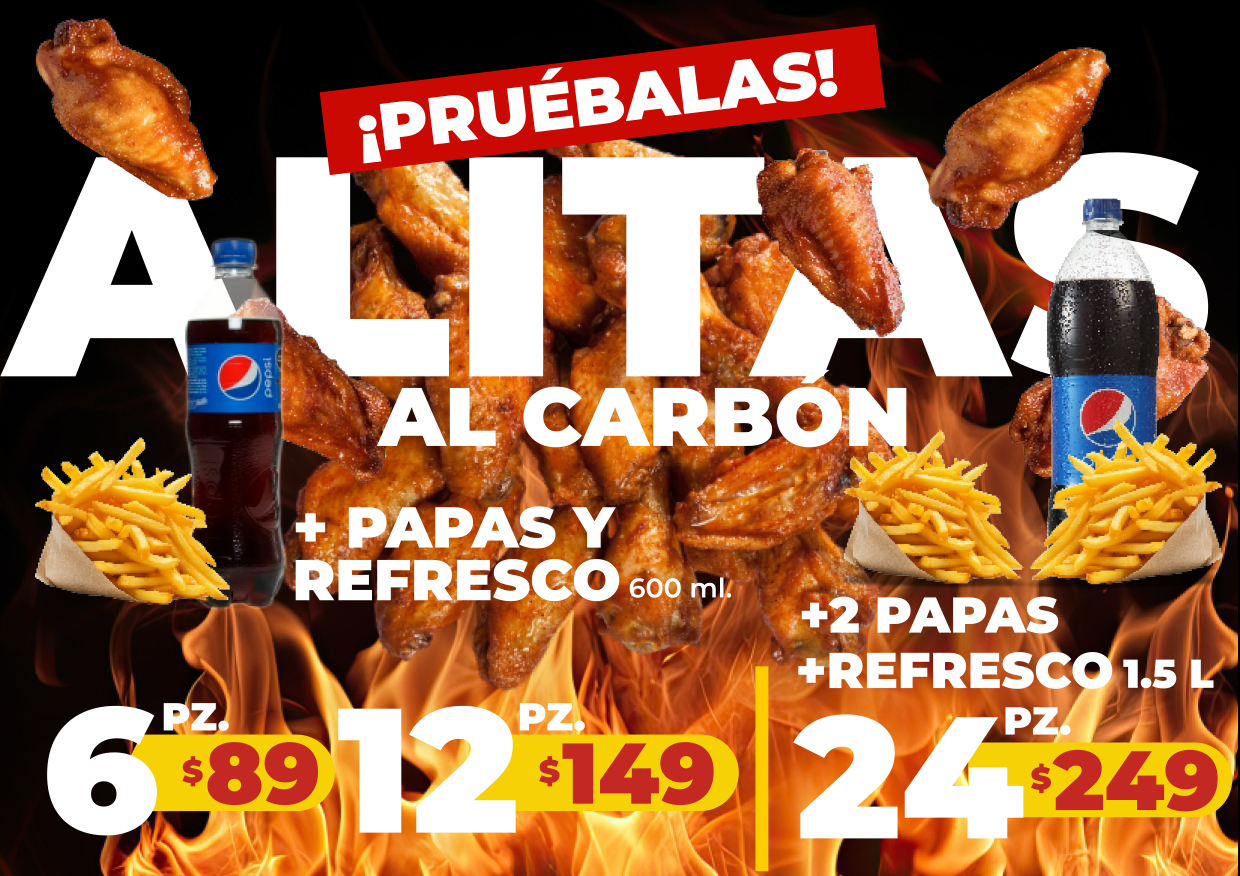 ¡PRUÉBALAS!
ALITAS
AL CARBÓN
pepsi
+ PAPAS Y
REFRESCO 600 ml.
+2 PAPAS
+REFRESCO 1.5 L
6 PZ. $89
12 PZ. $149
24 PZ. $249